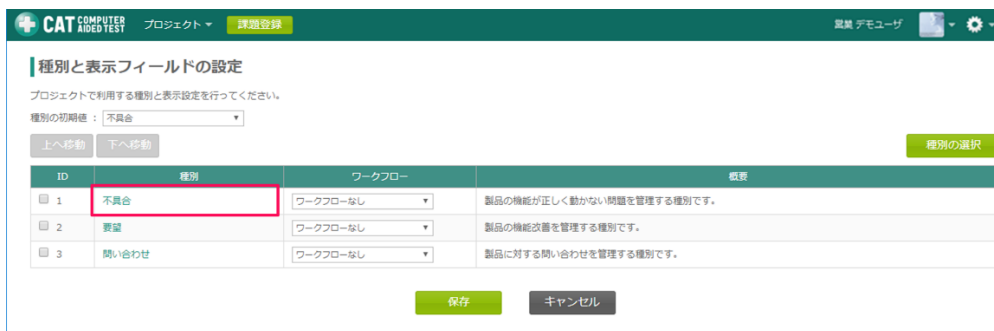 CAT COMPUTER AIDED TEST プロジェクト 課題登録 営業 デモユーザ
種別と表示フィールドの設定
プロジェクトで利用する種別と表示設定を行ってください。
種別の初期値 : 不具合
上へ移動 下へ移動 種別の選択
ID 種別 ワークフロー 概要
1 不具合 ワークフローなし 製品の機能が正しく動かない問題を管理する種別です。
2 要望 ワークフローなし 製品の機能改善を管理する種別です。
3 問い合わせ ワークフローなし 製品に対する問い合わせを管理する種別です。
保存 キャンセル